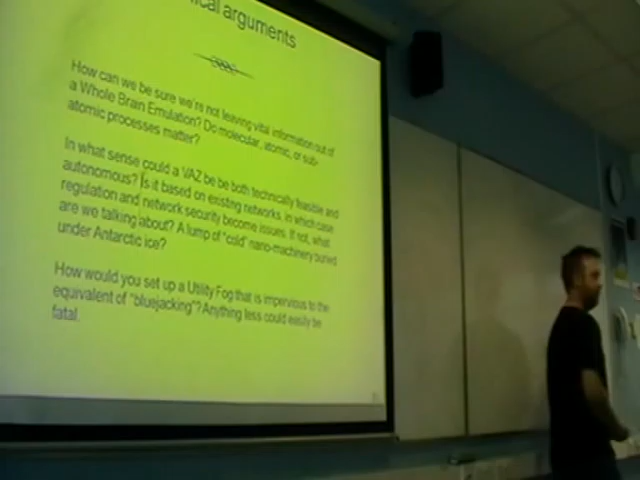 ical arguments
How can we be sure we're not leaving vital information out of
a Whole Brain Emulation? Do molecular, atomic, or sub-
atomic processes matter?
In what sense could a VAZ be be both technically feasible and
autonomous? Is it based on existing networks, in which case
regulation and network security become issues. If not, what
are we talking about? A lump of "cold" nano-machinery buried
under Antarctic ice?
How would you set up a Utility Fog that is impervious to the
equivalent of "bluejacking"? Anything less could easily be
fatal.